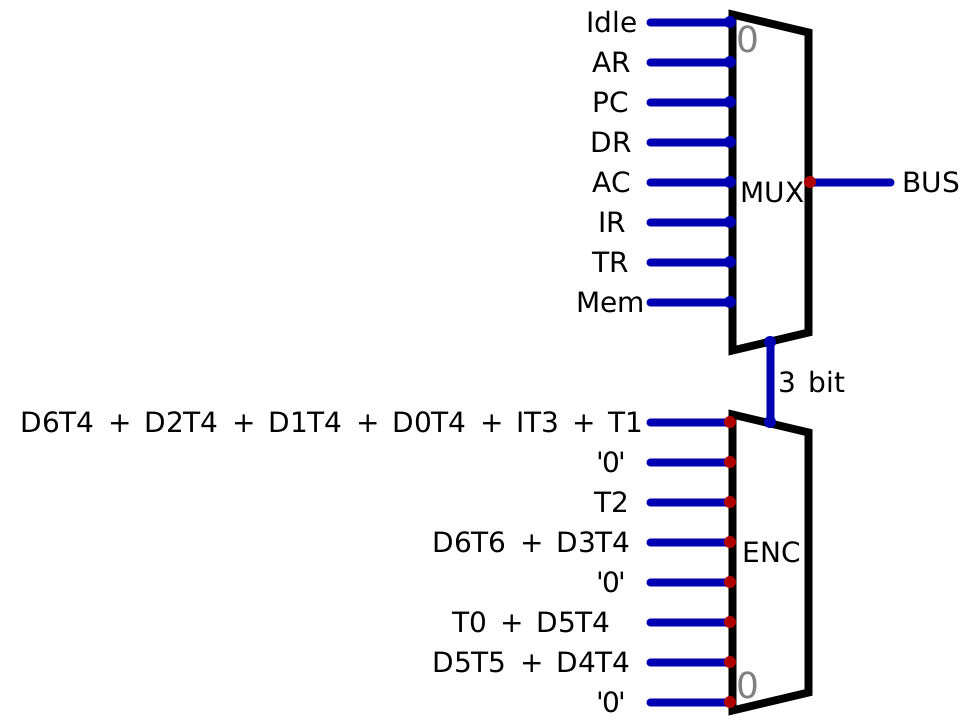 Idle
0
AR
PC
DR
AC
MUX
BUS
IR
TR
Mem
3 bit
D6T4 + D2T4 + D1T4 + D0T4 + IT3 + T1
'0'
T2
D6T6 + D3T4
ENC
'0'
T0 + D5T4
D5T5 + D4T4
0
'0'